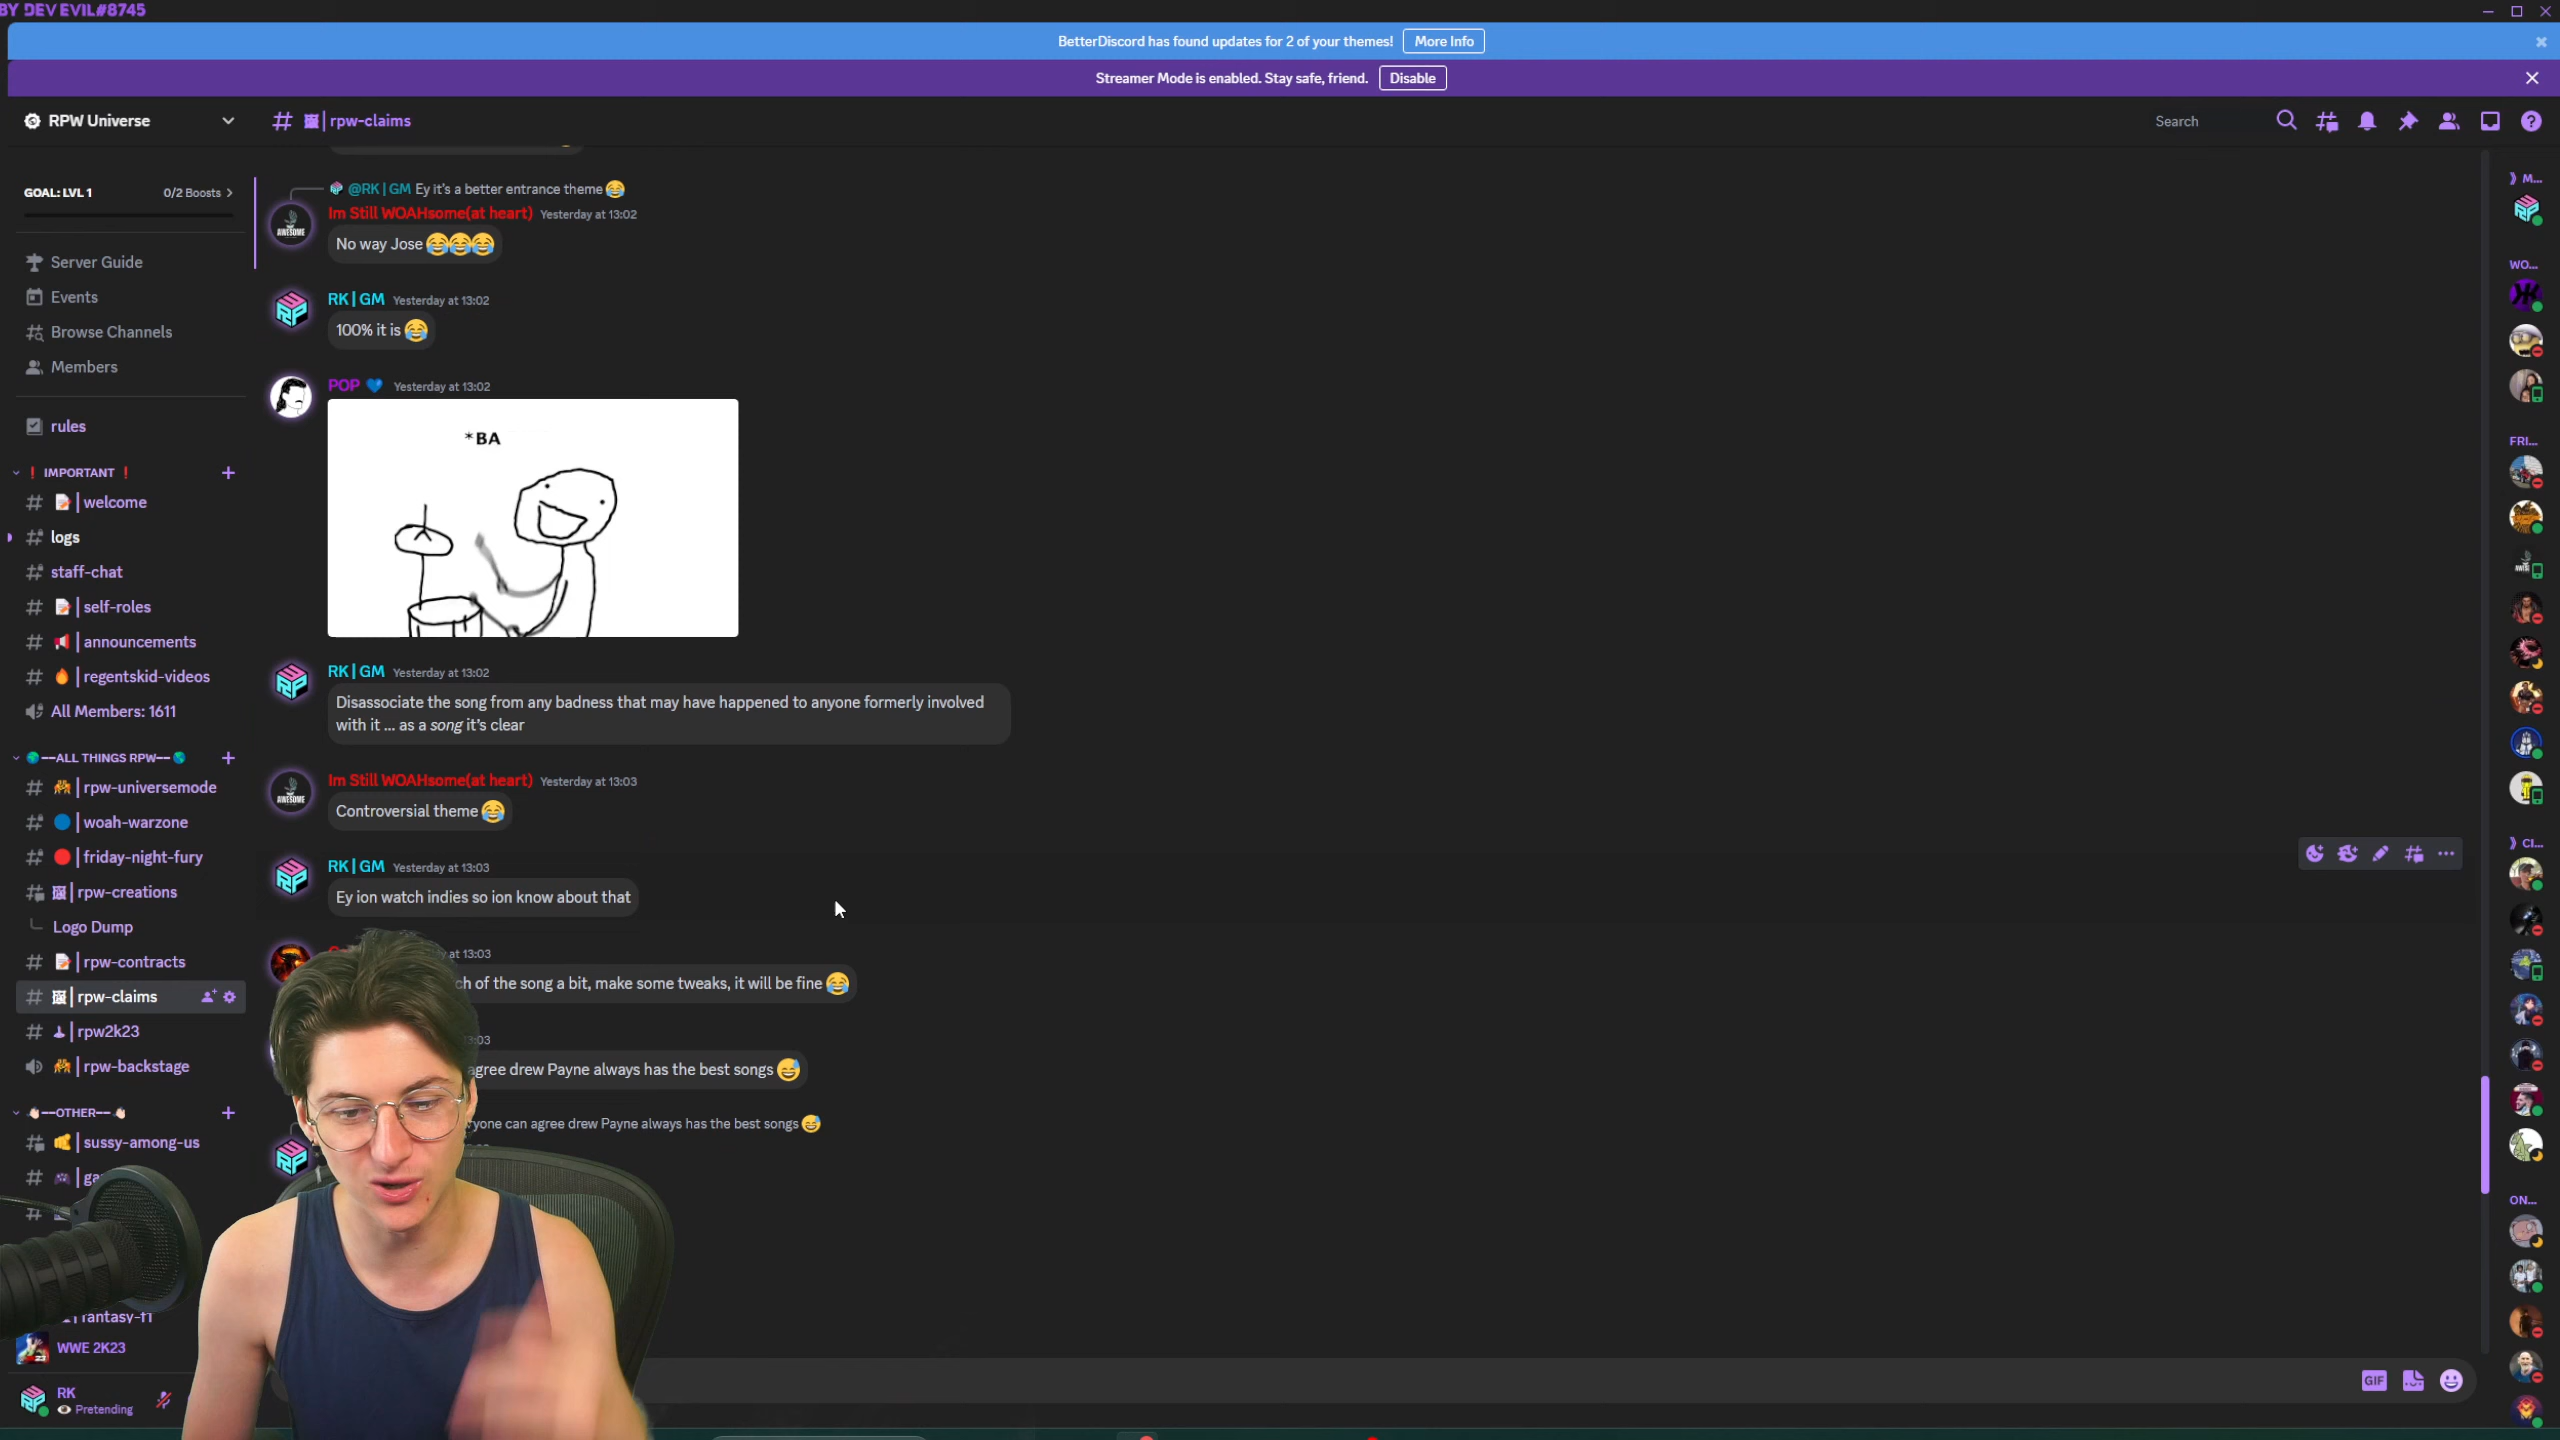 BY DEV EVIL#8745
BetterDiscord has found updates for 2 of your themes! More Info
Streamer Mode is enabled. Stay safe, friend. Disable
RPW Universe
rpw-claims
Search
GOAL: LVL 1 0/2 Boosts
Server Guide
Events
Browse Channels
Members
rules
IMPORTANT
welcome
logs
staff-chat
self-roles
announcements
regentskid-videos
All Members: 1611
ALL THINGS RPW
rpw-universemode
woah-warzone
friday-night-fury
rpw-creations
Logo Dump
rpw-contracts
rpw-claims
rpw2k23
rpw-backstage
OTHER
sussy-among-us
ga
fantasy-f1
WWE 2K23
RK
Pretending
@RK | GM Ey it's a better entrance theme 😂
Im Still WOAHsome(at heart) Yesterday at 13:02
AWESOME
No way Jose 😂😂😂
RK | GM Yesterday at 13:02
100% it is 😂
POP 💙 Yesterday at 13:02
*BA
RK | GM Yesterday at 13:02
Disassociate the song from any badness that may have happened to anyone formerly involved
with it ... as a song it's clear
Im Still WOAHsome(at heart) Yesterday at 13:03
AWESOME
Controversial theme 😂
RK | GM Yesterday at 13:03
Ey ion watch indies so ion know about that
y at 13:03
ch of the song a bit, make some tweaks, it will be fine 😂
13:03
agree drew Payne always has the best songs 😅
yone can agree drew Payne always has the best songs 😅
GIF
M...
WO...
FRI...
CI...
ON...